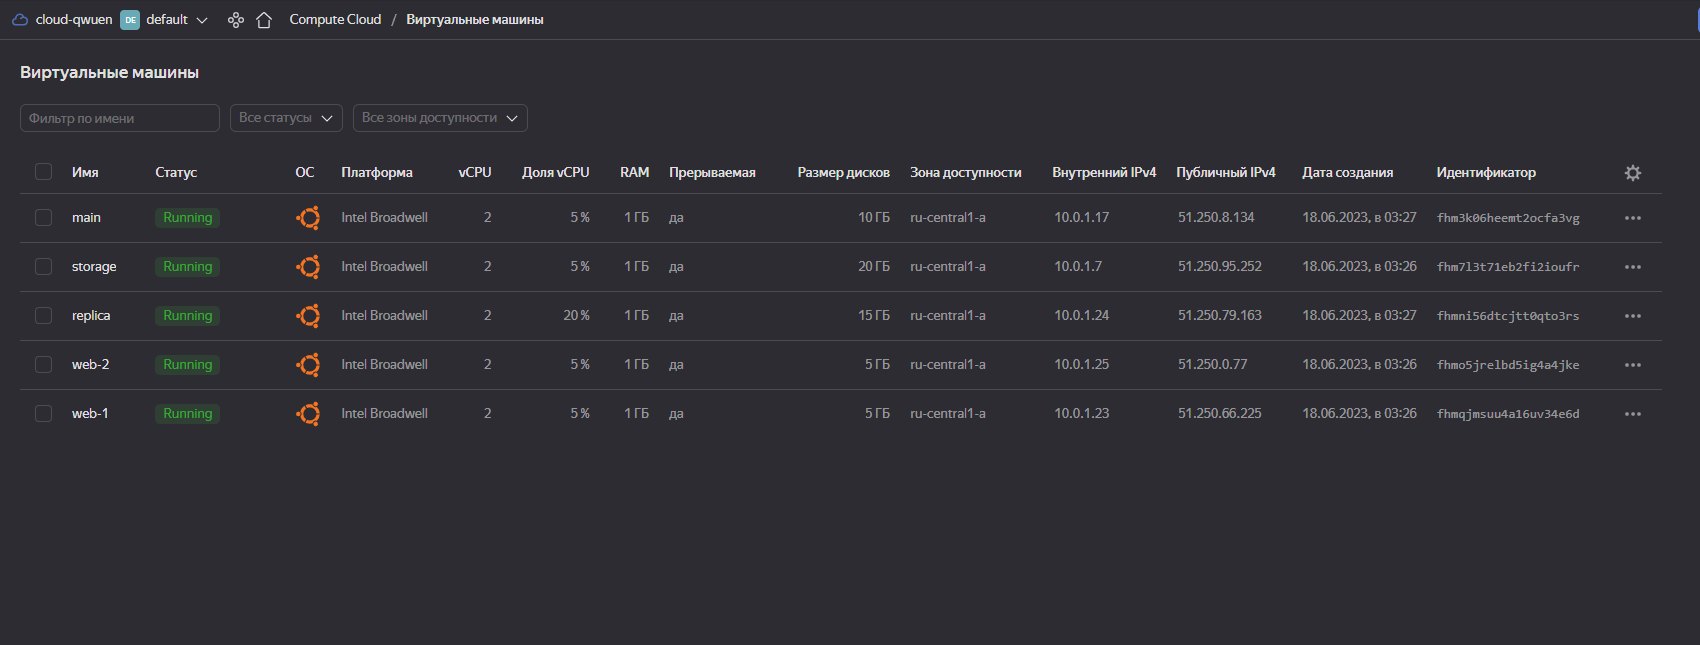 cloud-qwuen DE default Compute Cloud / Виртуальные машины
Виртуальные машины
Фильтр по имени Все статусы Все зоны доступности
Имя Статус ОС Платформа vCPU Доля vCPU RAM Прерываемая Размер дисков Зона доступности Внутренний IPv4 Публичный IPv4 Дата создания Идентификатор
main Running Intel Broadwell 2 5 % 1 ГБ да 10 ГБ ru-central1-a 10.0.1.17 51.250.8.134 18.06.2023, в 03:27 fhm3k06heemt2ocfa3vg
storage Running Intel Broadwell 2 5 % 1 ГБ да 20 ГБ ru-central1-a 10.0.1.7 51.250.95.252 18.06.2023, в 03:26 fhm7l3t71eb2fi2ioufr
replica Running Intel Broadwell 2 20 % 1 ГБ да 15 ГБ ru-central1-a 10.0.1.24 51.250.79.163 18.06.2023, в 03:27 fhmni56dtcjtt0qto3rs
web-2 Running Intel Broadwell 2 5 % 1 ГБ да 5 ГБ ru-central1-a 10.0.1.25 51.250.0.77 18.06.2023, в 03:26 fhmo5jrelbd5ig4a4jke
web-1 Running Intel Broadwell 2 5 % 1 ГБ да 5 ГБ ru-central1-a 10.0.1.23 51.250.66.225 18.06.2023, в 03:26 fhmqjmsuu4a16uv34e6d